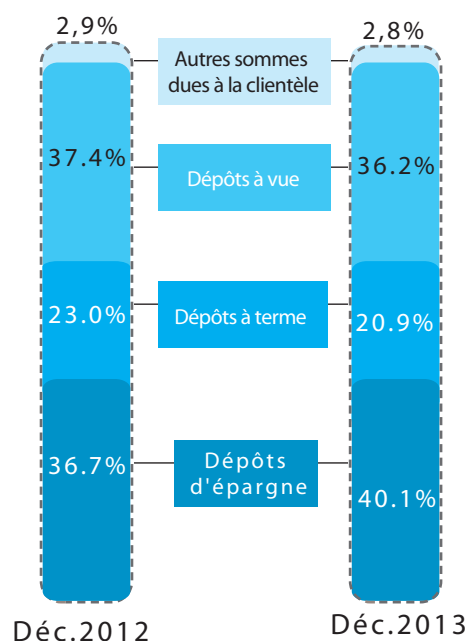 2,9%
2,8%
Autres sommes
dues à la clientèle
37.4%
Dépôts à vue
36.2%
23.0%
Dépôts à terme
20.9%
36.7%
Dépôts
d'épargne
40.1%
Déc.2012
Déc.2013